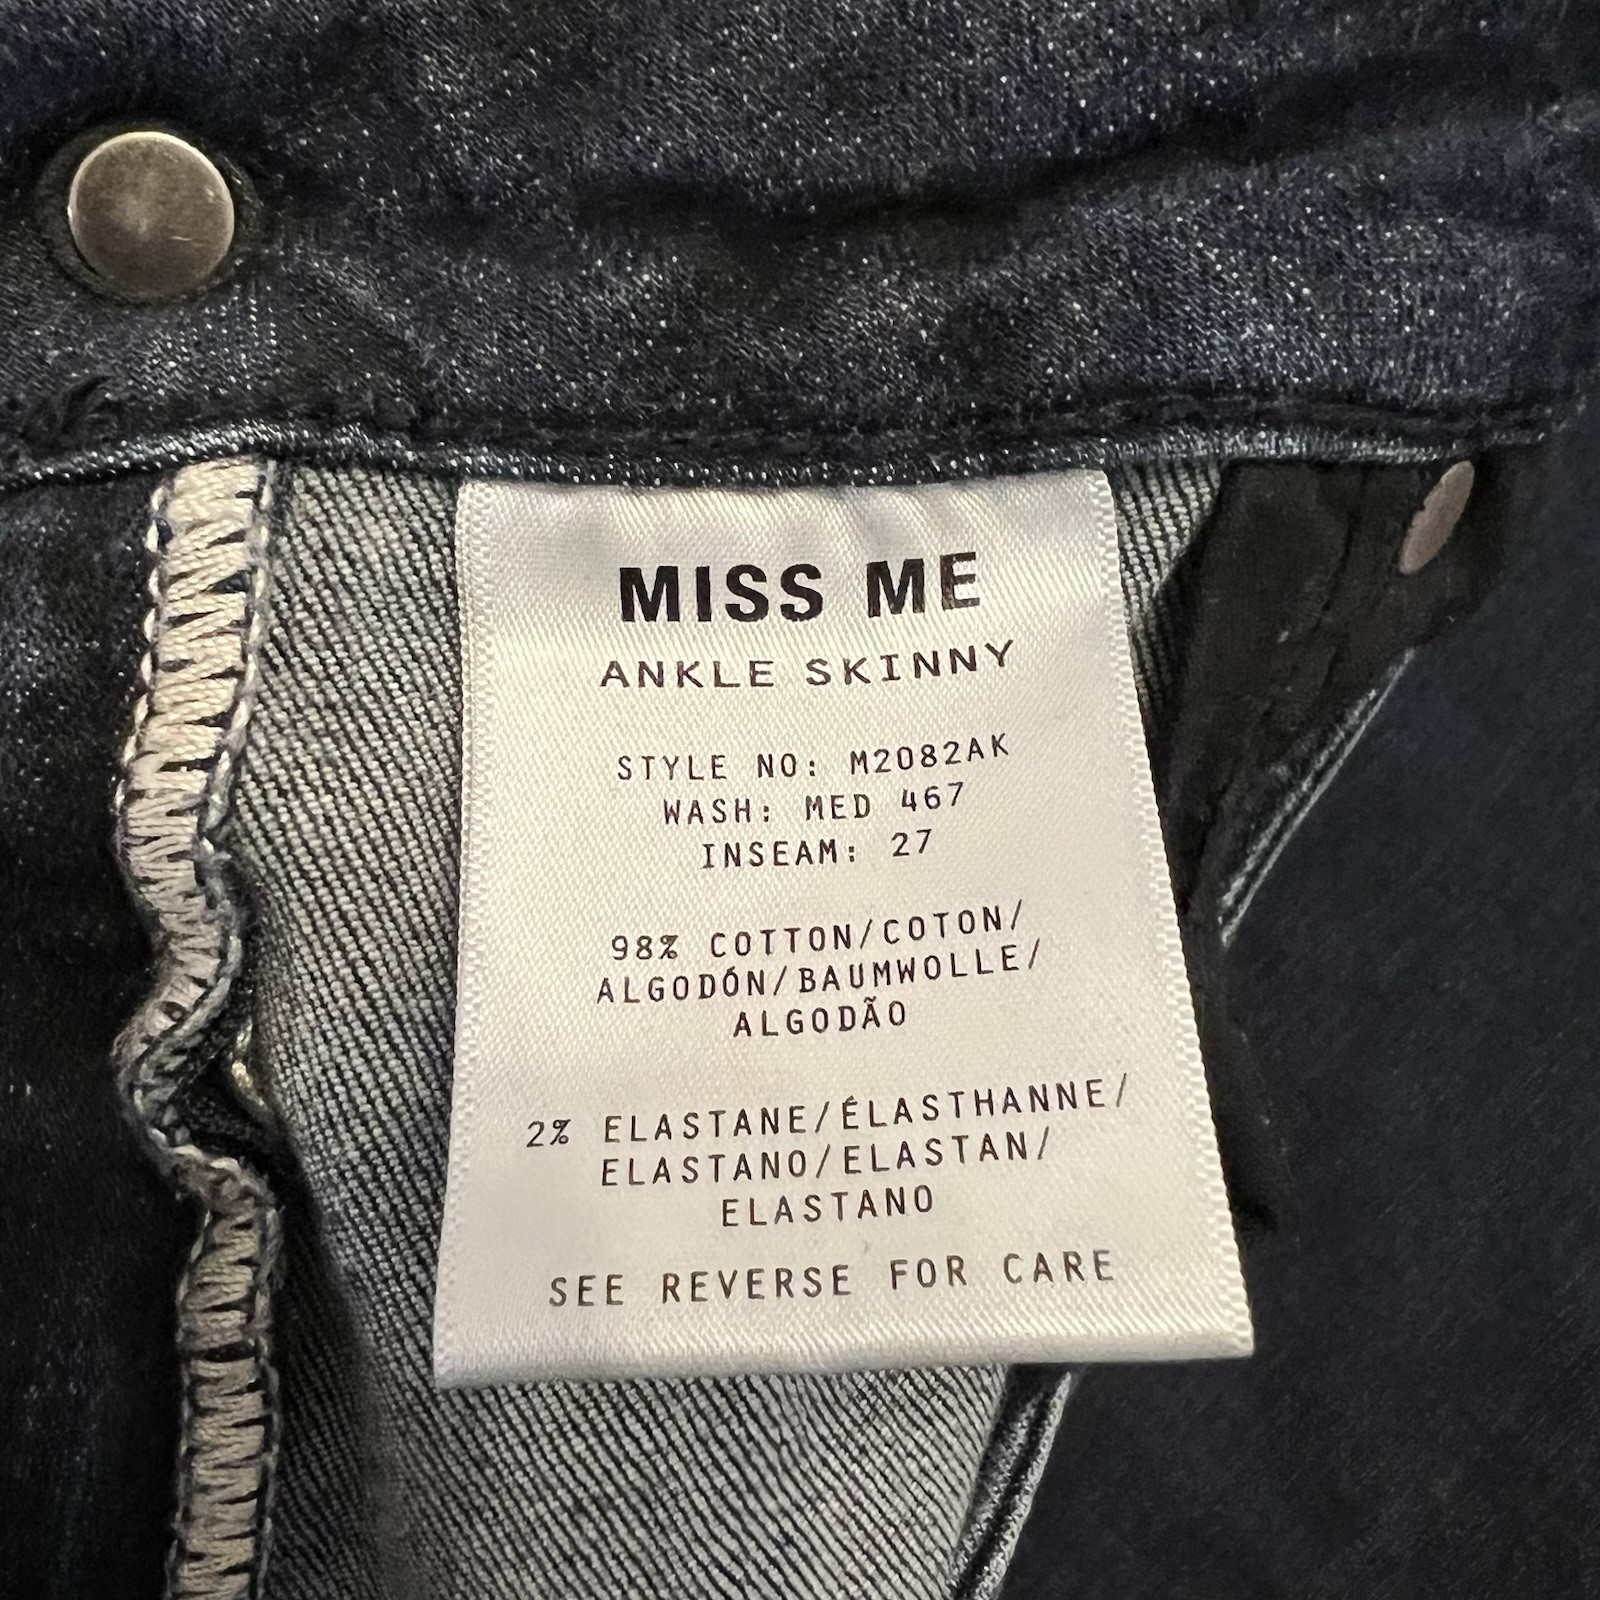 MISS ME
ANKLE SKINNY
STYLE NO: M2082AK
WASH: MED 467
INSEAM: 27
98% COTTON/COTON/
ALGODÓN/BAUMWOLLE/
ALGODÃO
2% ELASTANE/ÉLASTHANNE/
ELASTANO/ELASTAN/
ELASTANO
SEE REVERSE FOR CARE